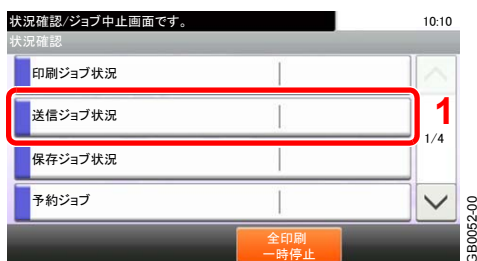 状況確認/ジョブ中止画面です。 10:10
状況確認
印刷ジョブ状況
送信ジョブ状況
1
1/4
保存ジョブ状況
予約ジョブ
全印刷
一時停止
GB0052-00